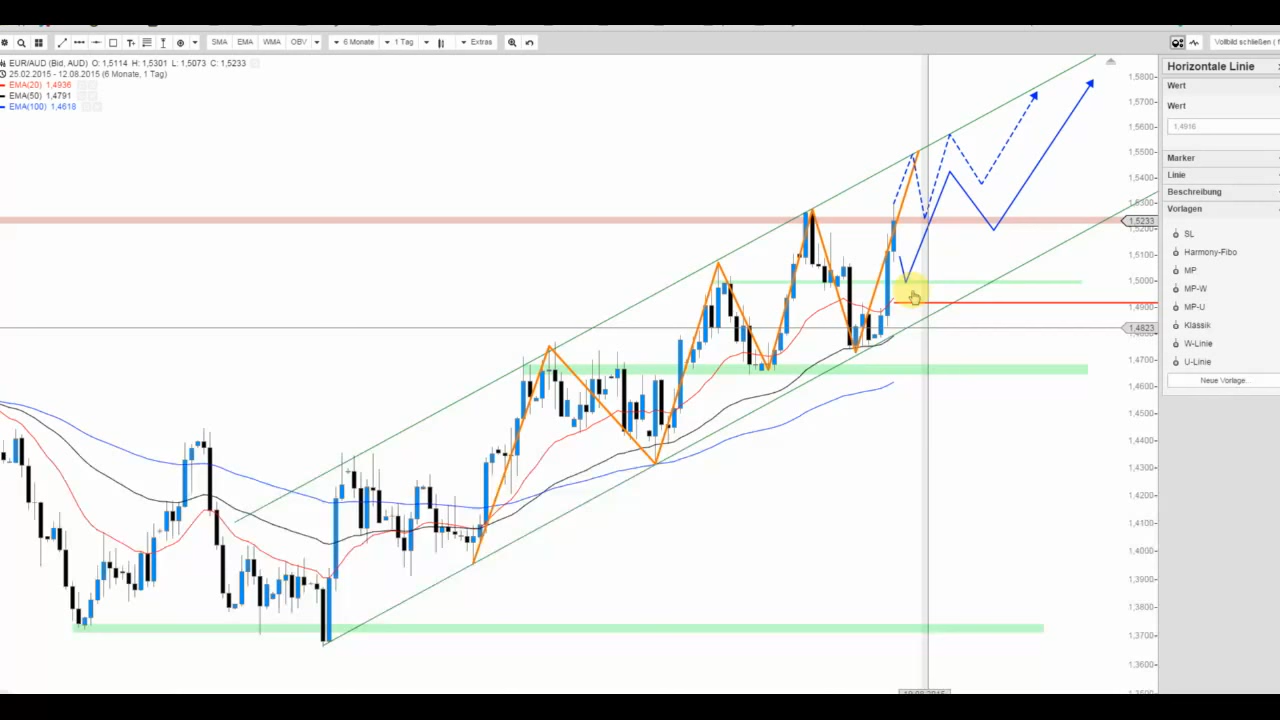 SMA EMA WMA OBV 6 Monate 1 Tag Extras
Vollbild schließen ( f
EUR/AUD (Bid, AUD) O: 1,5114 H: 1,5301 L: 1,5073 C: 1,5233
25.02.2015 - 12.08.2015 (6 Monate, 1 Tag)
EMA(20) 1,4936
EMA(50) 1,4791
EMA(100) 1,4618
1,5800
1,5700
1,5600
1,5500
1,5400
1,5300
1,5233
1,5200
1,5100
1,5000
1,4900
1,4823
1,4700
1,4600
1,4500
1,4400
1,4300
1,4200
1,4100
1,4000
1,3900
1,3800
1,3700
1,3600
Horizontale Linie
Wert
Wert
1,4916
Marker
Linie
Beschreibung
Vorlagen
SL
Harmony-Fibo
MP
MP-W
MP-U
Klassik
W-Linie
U-Linie
Neue Vorlage...